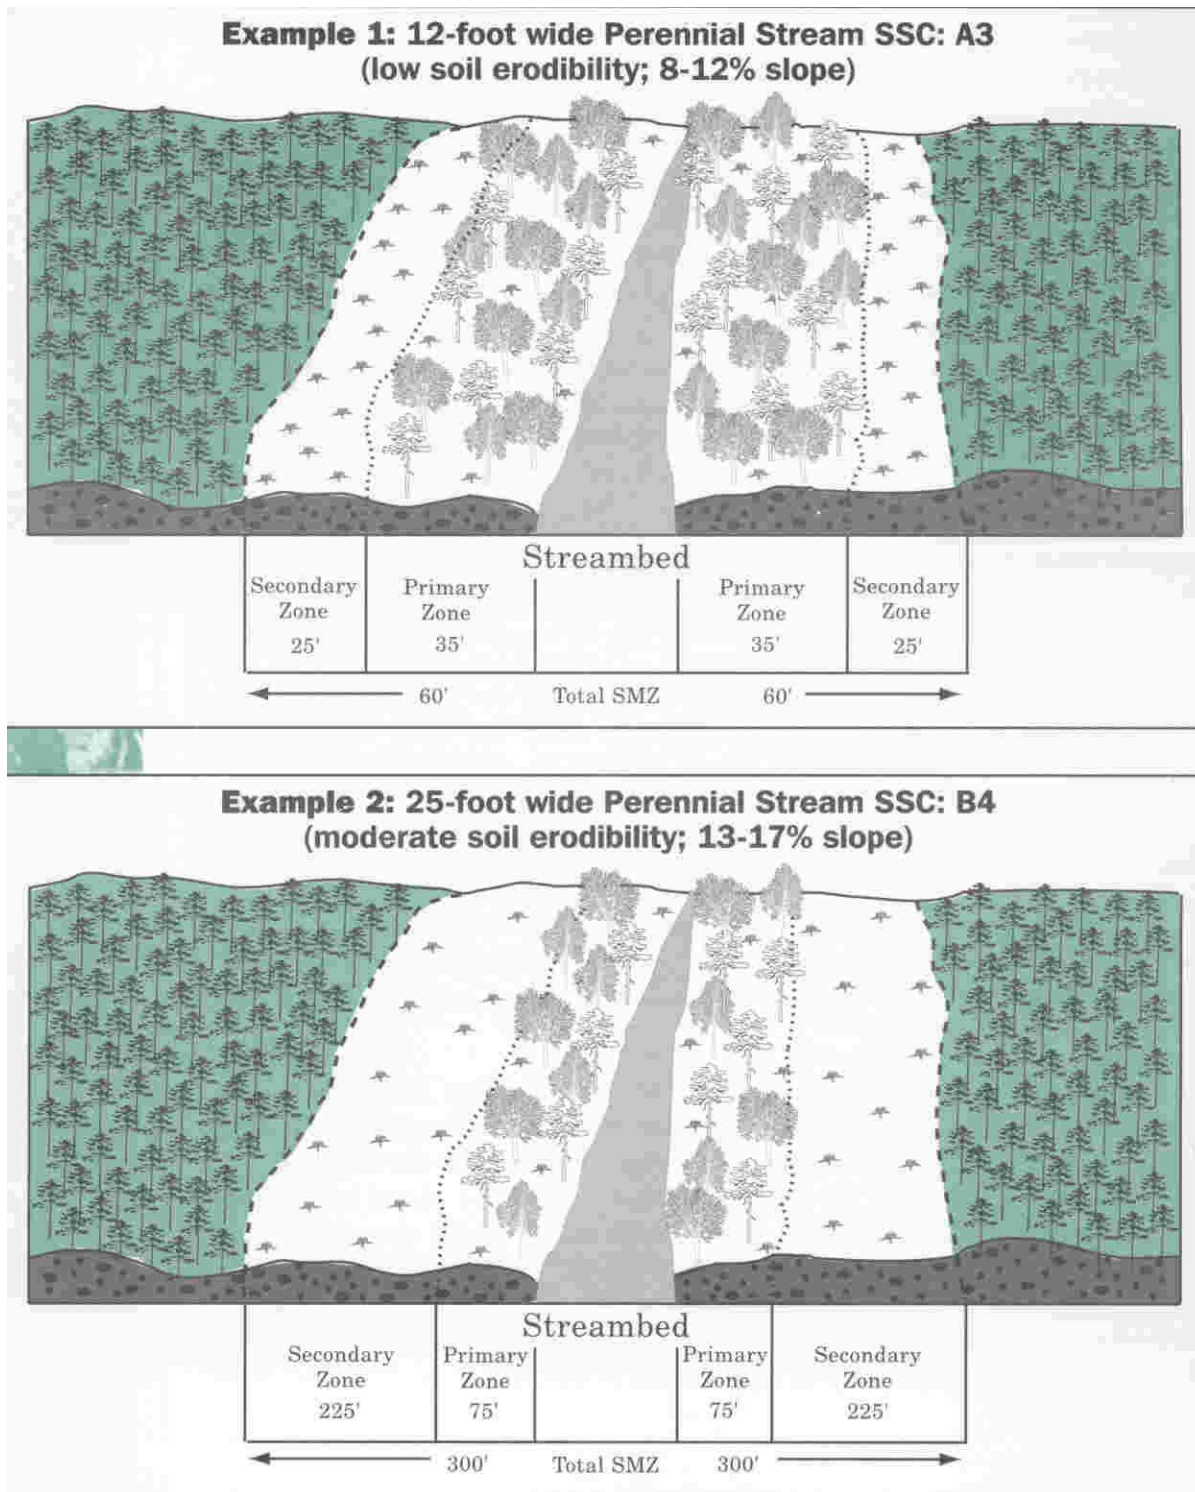 Example 1: 12-foot wide Perennial Stream SSC: A3
(low soil erodibility; 8-12% slope)
Streambed
Secondary Zone 25'
Primary Zone 35'
Primary Zone 35'
Secondary Zone 25'
60' Total SMZ 60'
Example 2: 25-foot wide Perennial Stream SSC: B4
(moderate soil erodibility; 13-17% slope)
Streambed
Secondary Zone 225'
Primary Zone 75'
Primary Zone 75'
Secondary Zone 225'
300' Total SMZ 300'